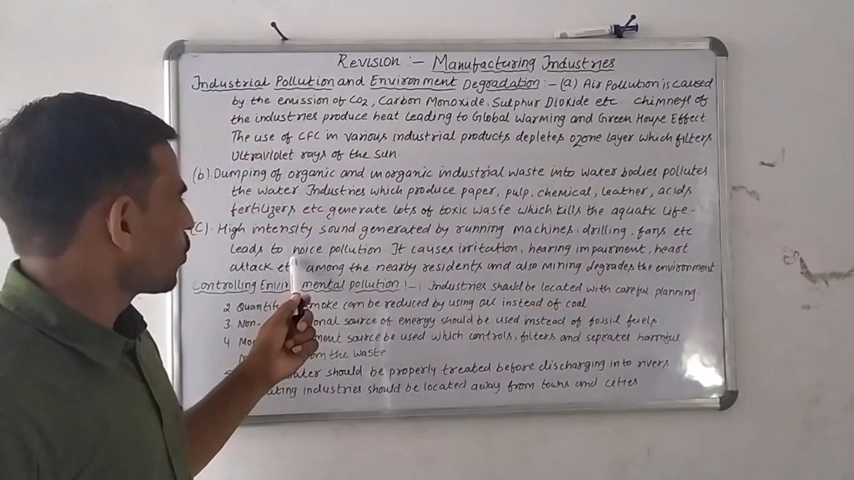 Revision :- Manufacturing Industries
Industrial Pollution and Environment Degradation :- (a) Air Pollution is caused
by the emission of CO2, Carbon Monoxide, Sulphur Dioxide etc chimneys of
the industries produce heat leading to Global Warming and Green House Effect
The use of CFC in various industrial products depletes ozone layer which filters
Ultraviolet rays of the sun
(b). Dumping of organic and inorganic industrial waste into water bodies pollutes
the water Industries which produce paper, pulp, chemical, leather, acids
fertilizers etc generate lots of toxic waste which kills the aquatic life-
(C). High intensity sound generated by running machines, drilling, fans etc
leads to noice pollution. It causes irritation, hearing impairment, heart
attack etc among the nearby residents and also mining degrades the environment
Controlling Environmental pollution :- 1 Industries should be located with careful planning.
2 smoke can be reduced by using oil instead of coal
3 source of energy should be used instead of fossil fuels
4. source be used which controls, filters and seprates harmful
from the waste
water should be properly treated before discharging into rivers
industries should be located away from towns and cities